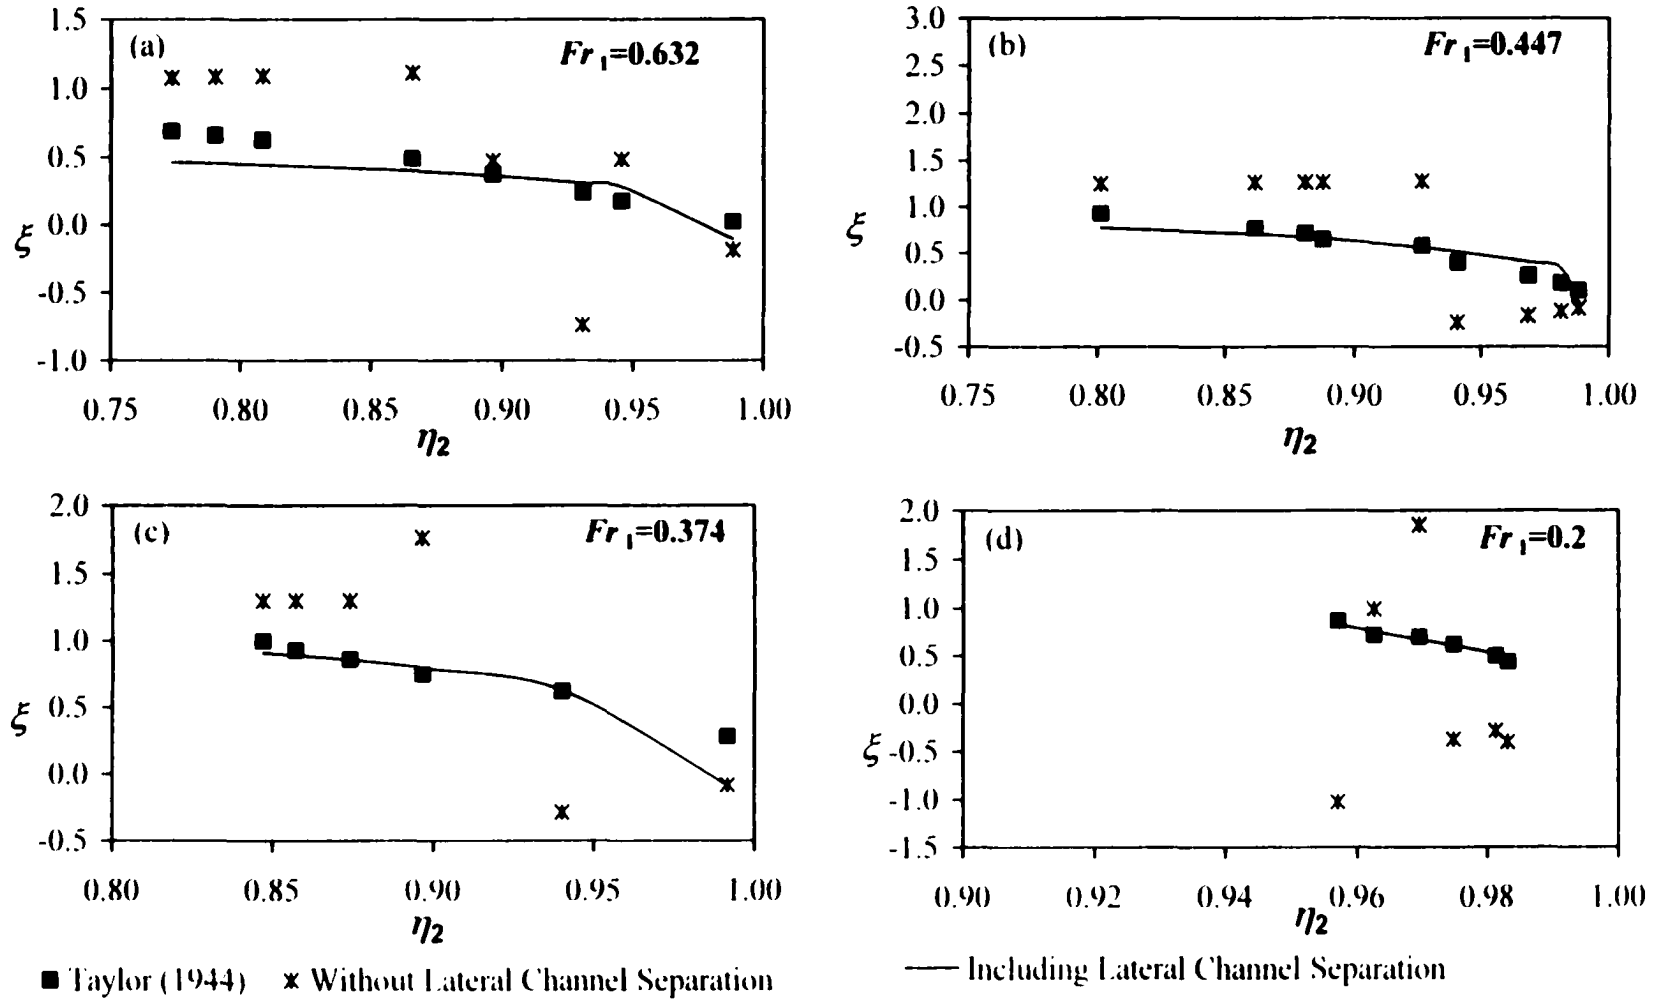 (a) Fr₁=0.632
1.5
1.0
0.5
0.0
-0.5
-1.0
ξ
0.75 0.80 0.85 0.90 0.95 1.00
η₂
(b) Fr₁=0.447
3.0
2.5
2.0
1.5
1.0
0.5
0.0
-0.5
ξ
0.75 0.80 0.85 0.90 0.95 1.00
η₂
(c) Fr₁=0.374
2.0
1.5
1.0
0.5
0.0
-0.5
ξ
0.80 0.85 0.90 0.95 1.00
η₂
(d) Fr₁=0.2
2.0
1.5
1.0
0.5
0.0
-0.5
-1.0
-1.5
ξ
0.90 0.92 0.94 0.96 0.98 1.00
η₂
Taylor (1944) Without Lateral Channel Separation Including Lateral Channel Separation